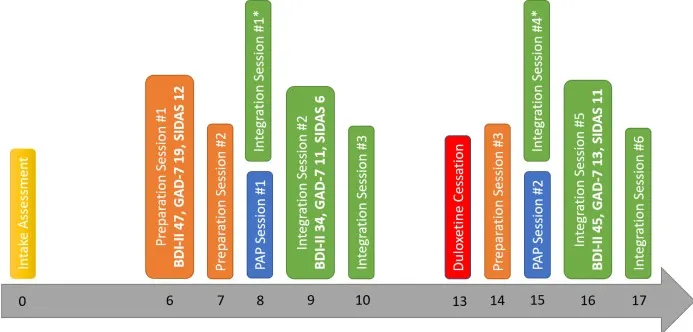 Intake Assessment
Preparation Session #1
BDI-II 47, GAD-7 19, SIDAS 12
Preparation Session #2
Integration Session #1*
PAP Session #1
Integration Session #2
BDI-II 34, GAD-7 11, SIDAS 6
Integration Session #3
Duloxetine Cessation
Preparation Session #3
Integration Session #4*
PAP Session #2
Integration Session #5
BDI-II 45, GAD-7 13, SIDAS 11
Integration Session #6
0 6 7 8 9 10 13 14 15 16 17